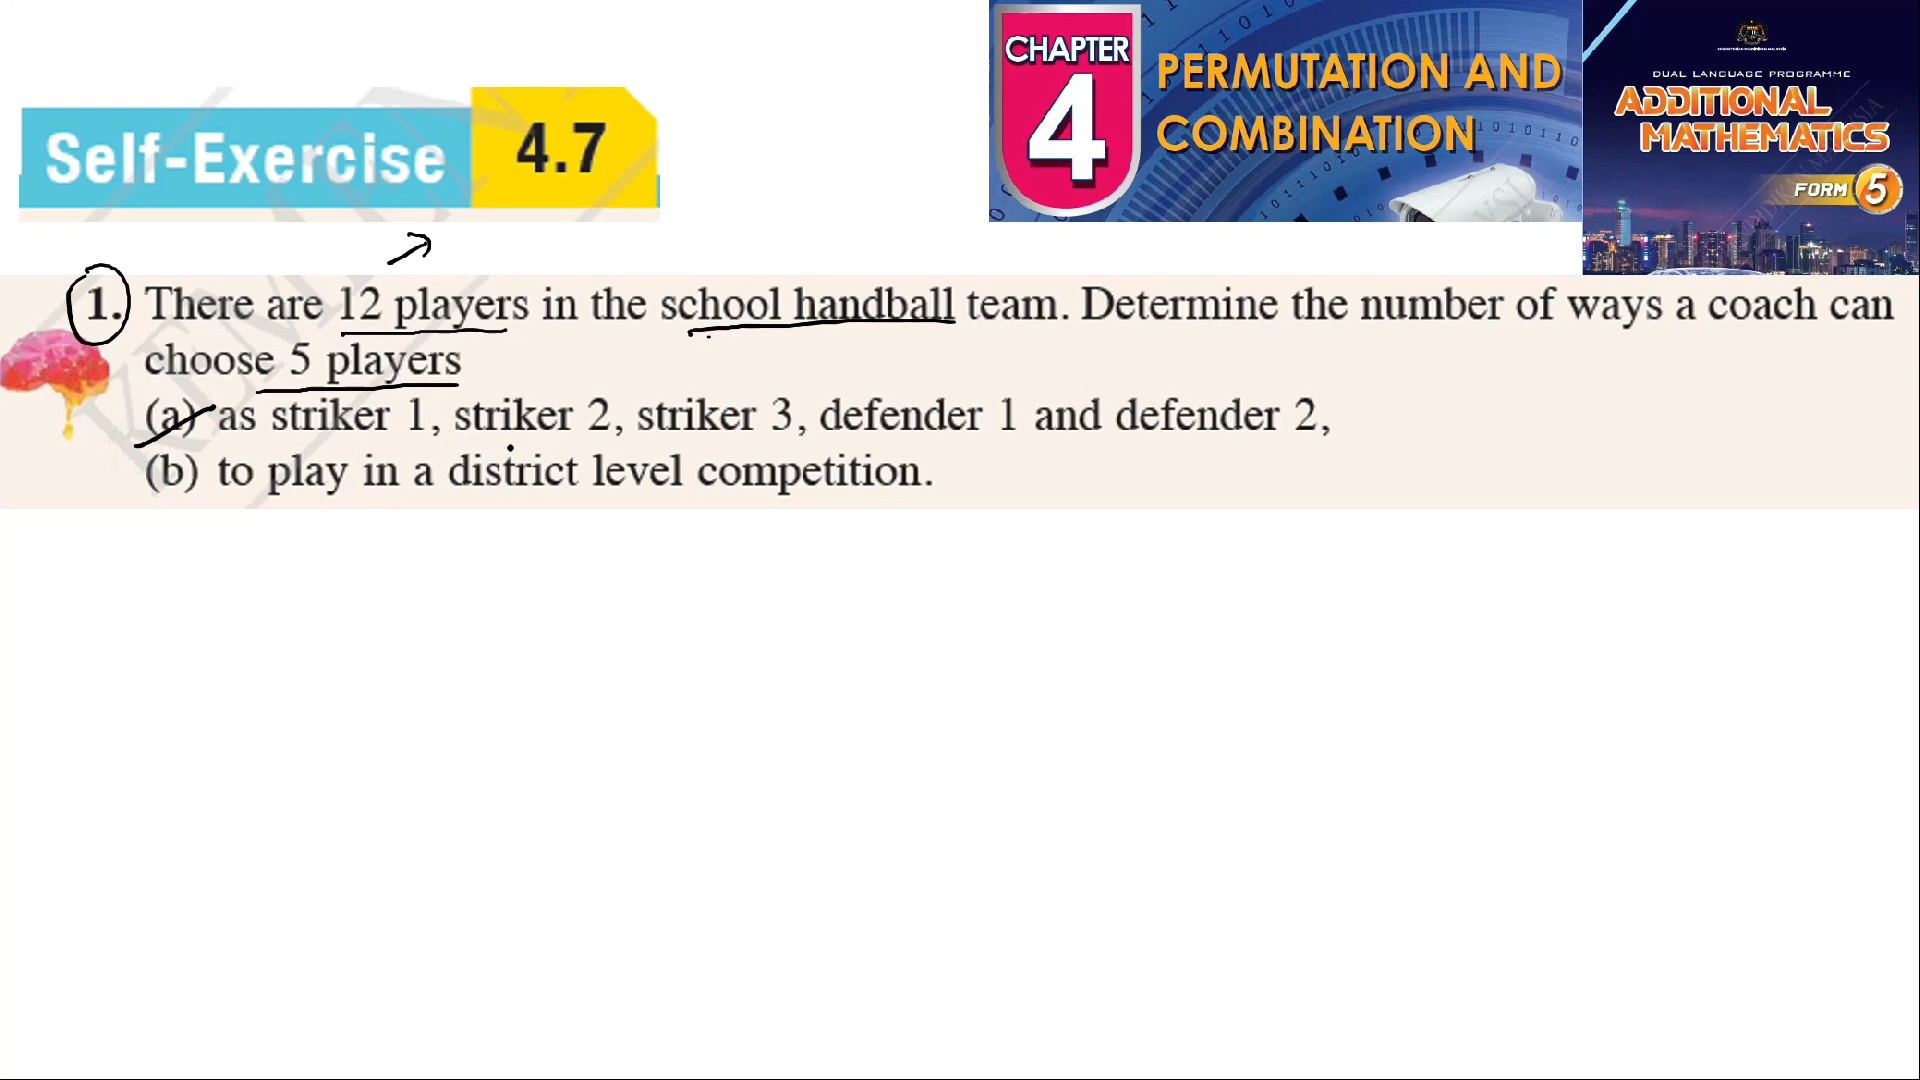 CHAPTER
4
PERMUTATION AND
COMBINATION
DUAL LANGUAGE PROGRAMME
ADDITIONAL
MATHEMATICS
FORM 5
Self-Exercise 4.7
1. There are 12 players in the school handball team. Determine the number of ways a coach can
choose 5 players
(a) as striker 1, striker 2, striker 3, defender 1 and defender 2,
(b) to play in a district level competition.